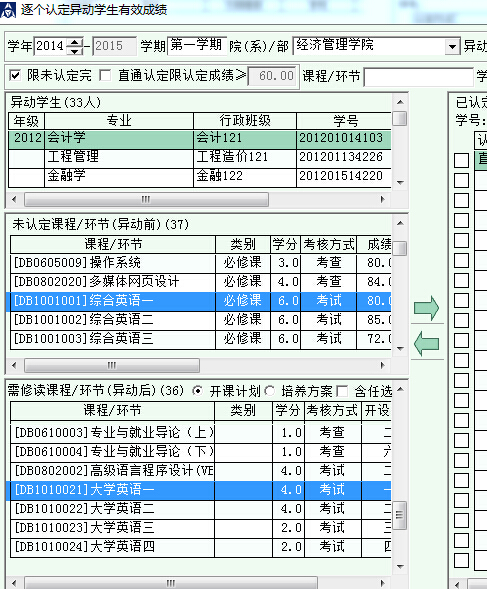 逐个认定异动学生有效成绩
学年 2014 - 2015 学期 第一学期 院(系)/部 经济管理学院 异动
限未认定完 直通认定限认定成绩≥ 60.00 课程/环节 学
异动学生(33人)
年级 专业 行政班级 学号
2012 会计学 会计121 201201014103
工程管理 工程造价121 201201134226
金融学 金融122 201201514220
未认定课程/环节(异动前)(37)
课程/环节 类别 学分 考核方式 成绩
[DB0605009]操作系统 必修课 3.0 考查 80.
[DB0802020]多媒体网页设计 必修课 4.0 考查 84.
[DB1001001]综合英语一 必修课 6.0 考试 80.
[DB1001002]综合英语二 必修课 6.0 考试 85.
[DB1001003]综合英语三 必修课 6.0 考试 72.
需修读课程/环节(异动后)(36) 开课计划 培养方案 含任选
课程/环节 类别 学分 考核方式 开设
[DB0610003]专业与就业导论(上) 1.0 考查 二
[DB0610004]专业与就业导论(下) 1.0 考查 六
[DB0802002]高级语言程序设计(VE 4.0 考试 二
[DB1010021]大学英语一 4.0 考试 一
[DB1010022]大学英语二 4.0 考试 二
[DB1010023]大学英语三 2.0 考试 三
[DB1010024]大学英语四 2.0 考试 四
已认定
学号:
认
直